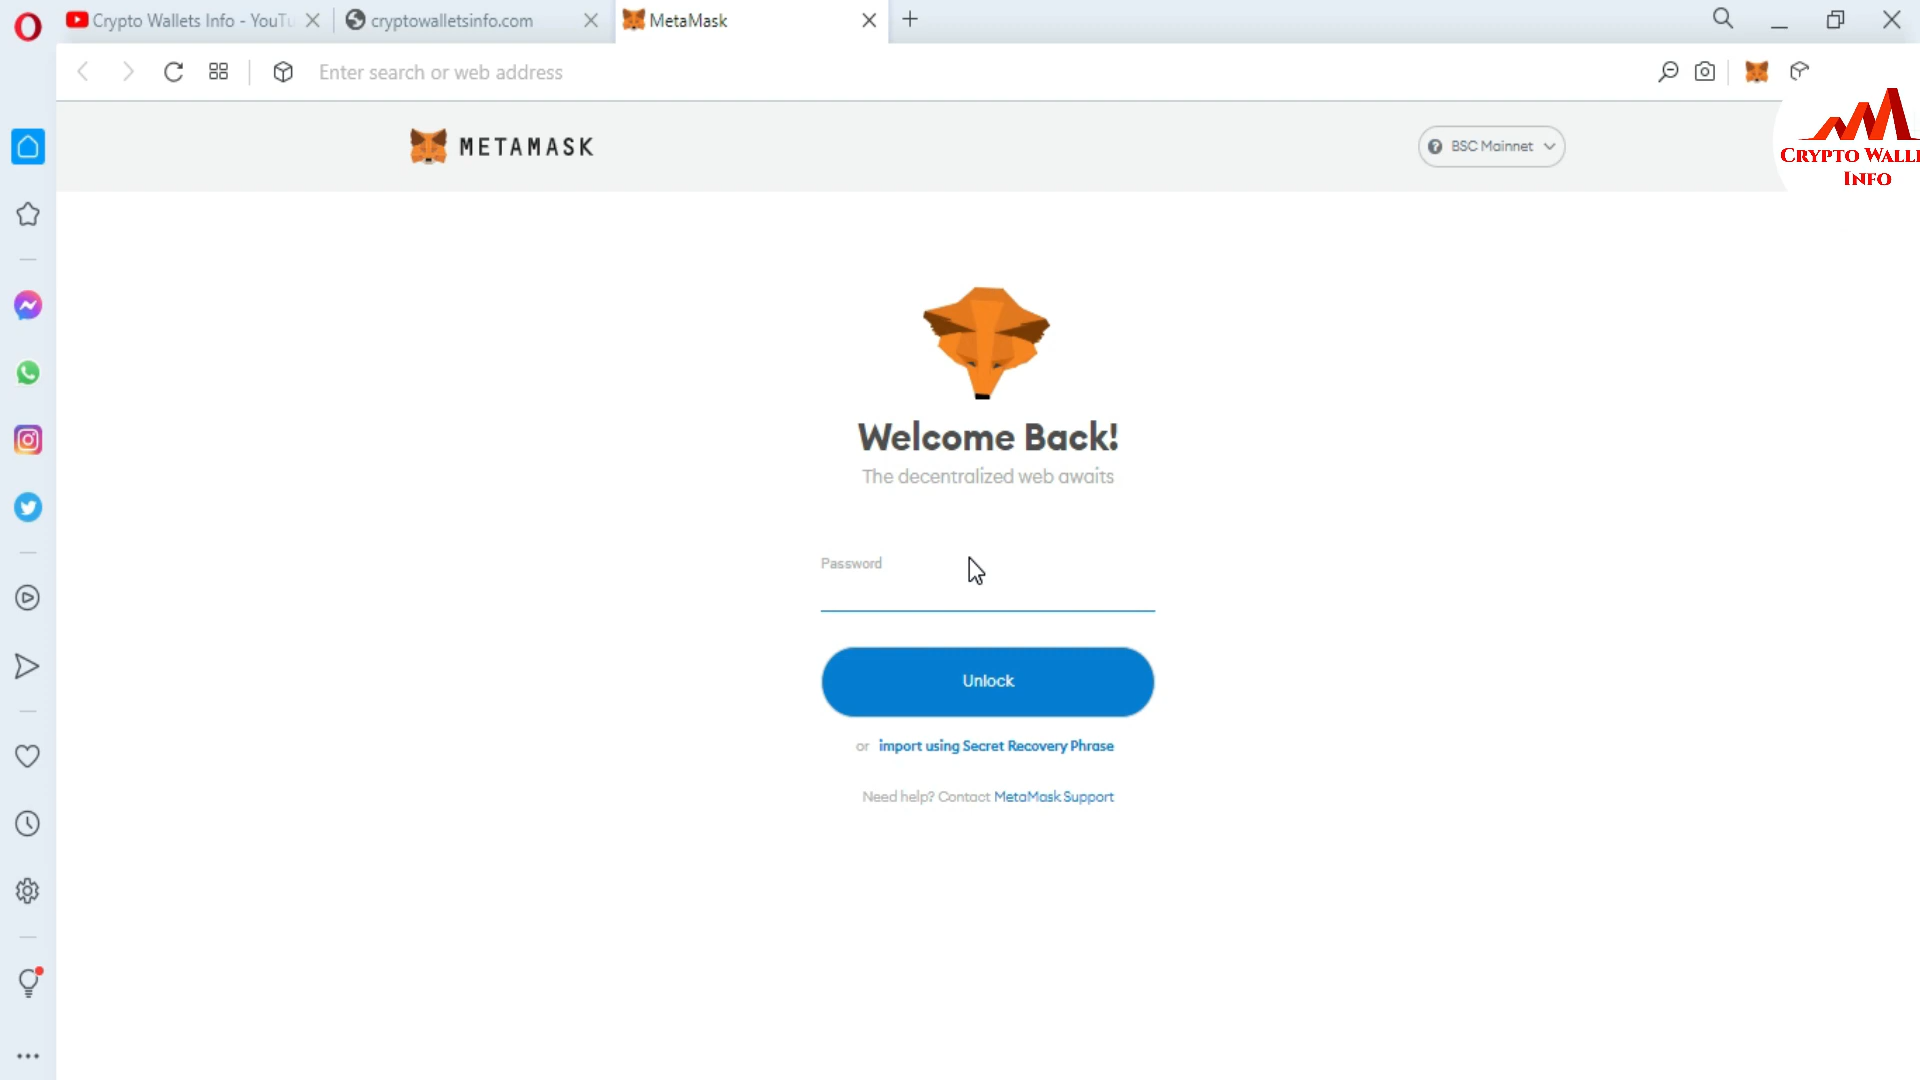 Crypto Wallets Info - YouTu
cryptowalletsinfo.com
MetaMask
Enter search or web address
METAMASK
BSC Mainnet
CRYPTO WALLE
INFO
Welcome Back!
The decentralized web awaits
Password
Unlock
or import using Secret Recovery Phrase
Need help? Contact MetaMask Support